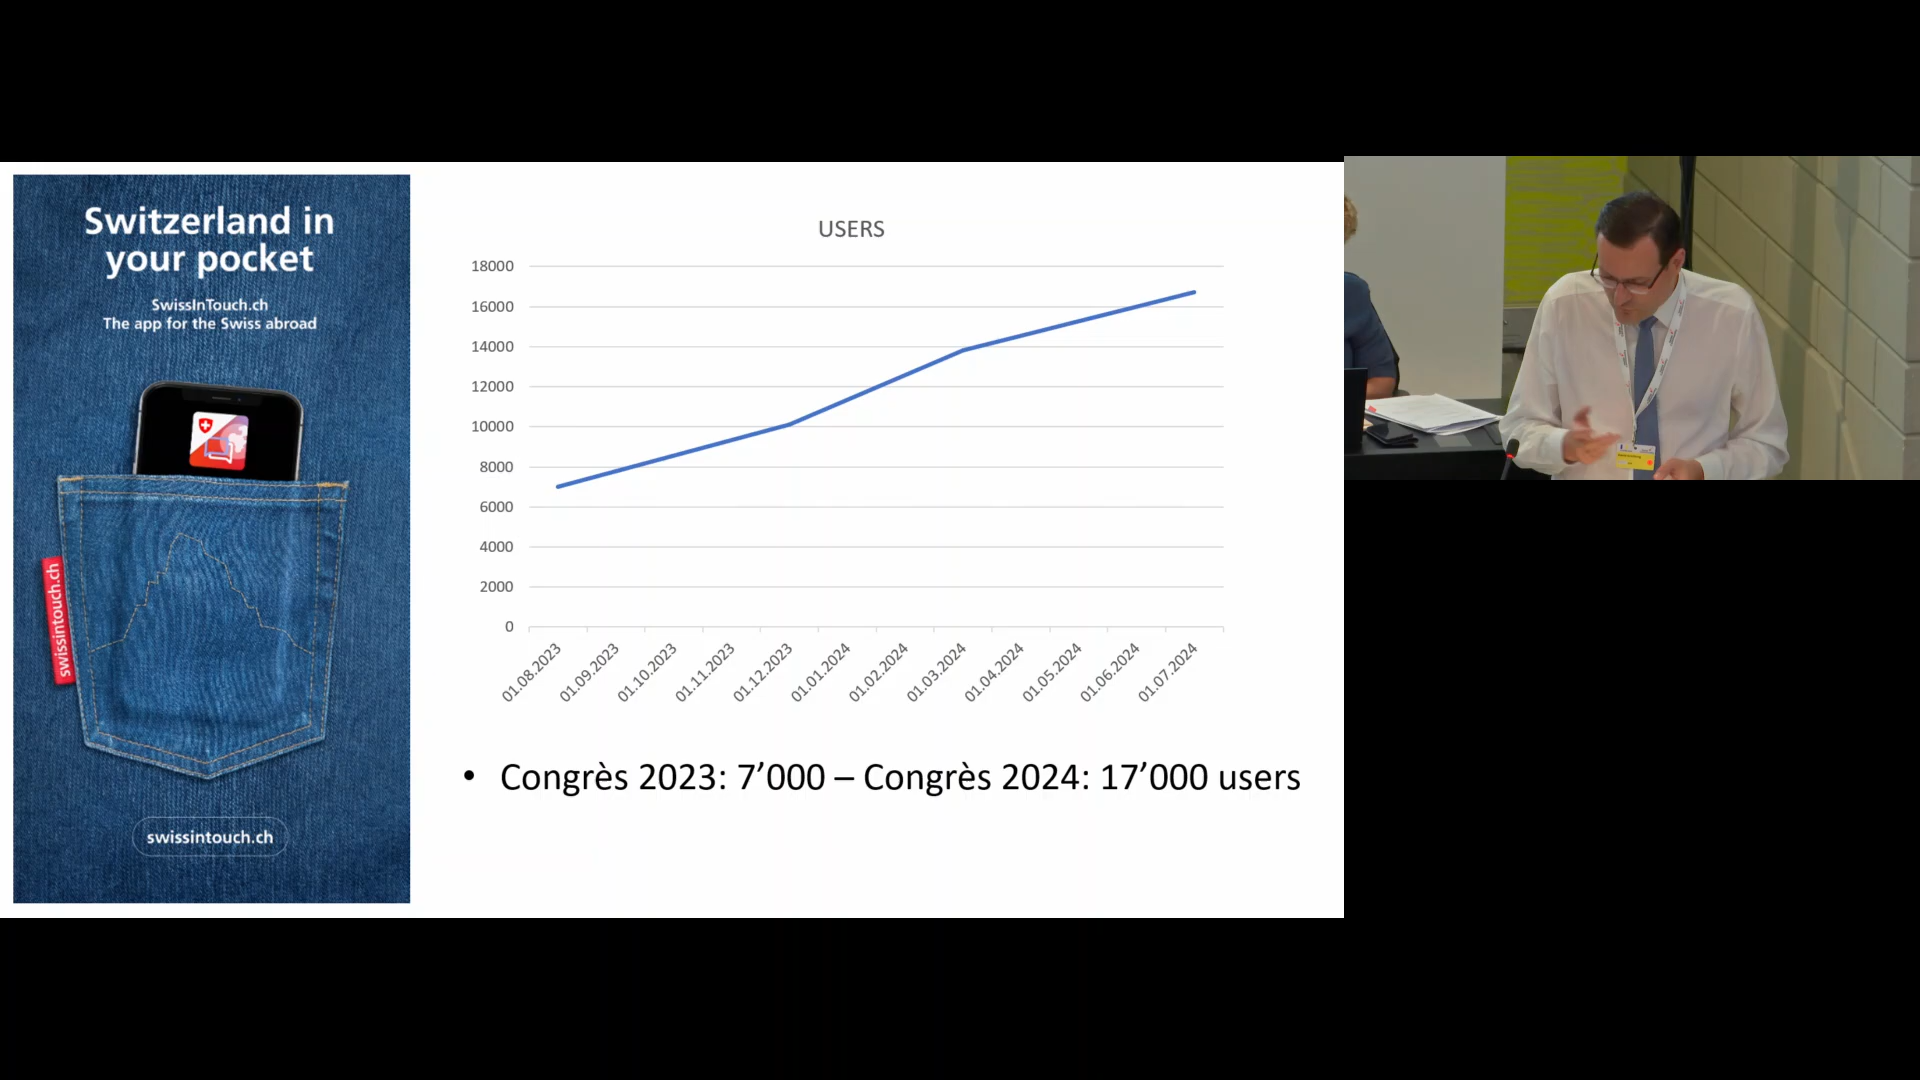 Switzerland in
your pocket
SwissInTouch.ch
The app for the Swiss abroad
swissintouch.ch
swissintouch.ch
USERS
18000
16000
14000
12000
10000
8000
6000
4000
2000
0
01.08.2023
01.09.2023
01.10.2023
01.11.2023
01.12.2023
01.01.2024
01.02.2024
01.03.2024
01.04.2024
01.05.2024
01.06.2024
01.07.2024
• Congrès 2023: 7’000 – Congrès 2024: 17’000 users